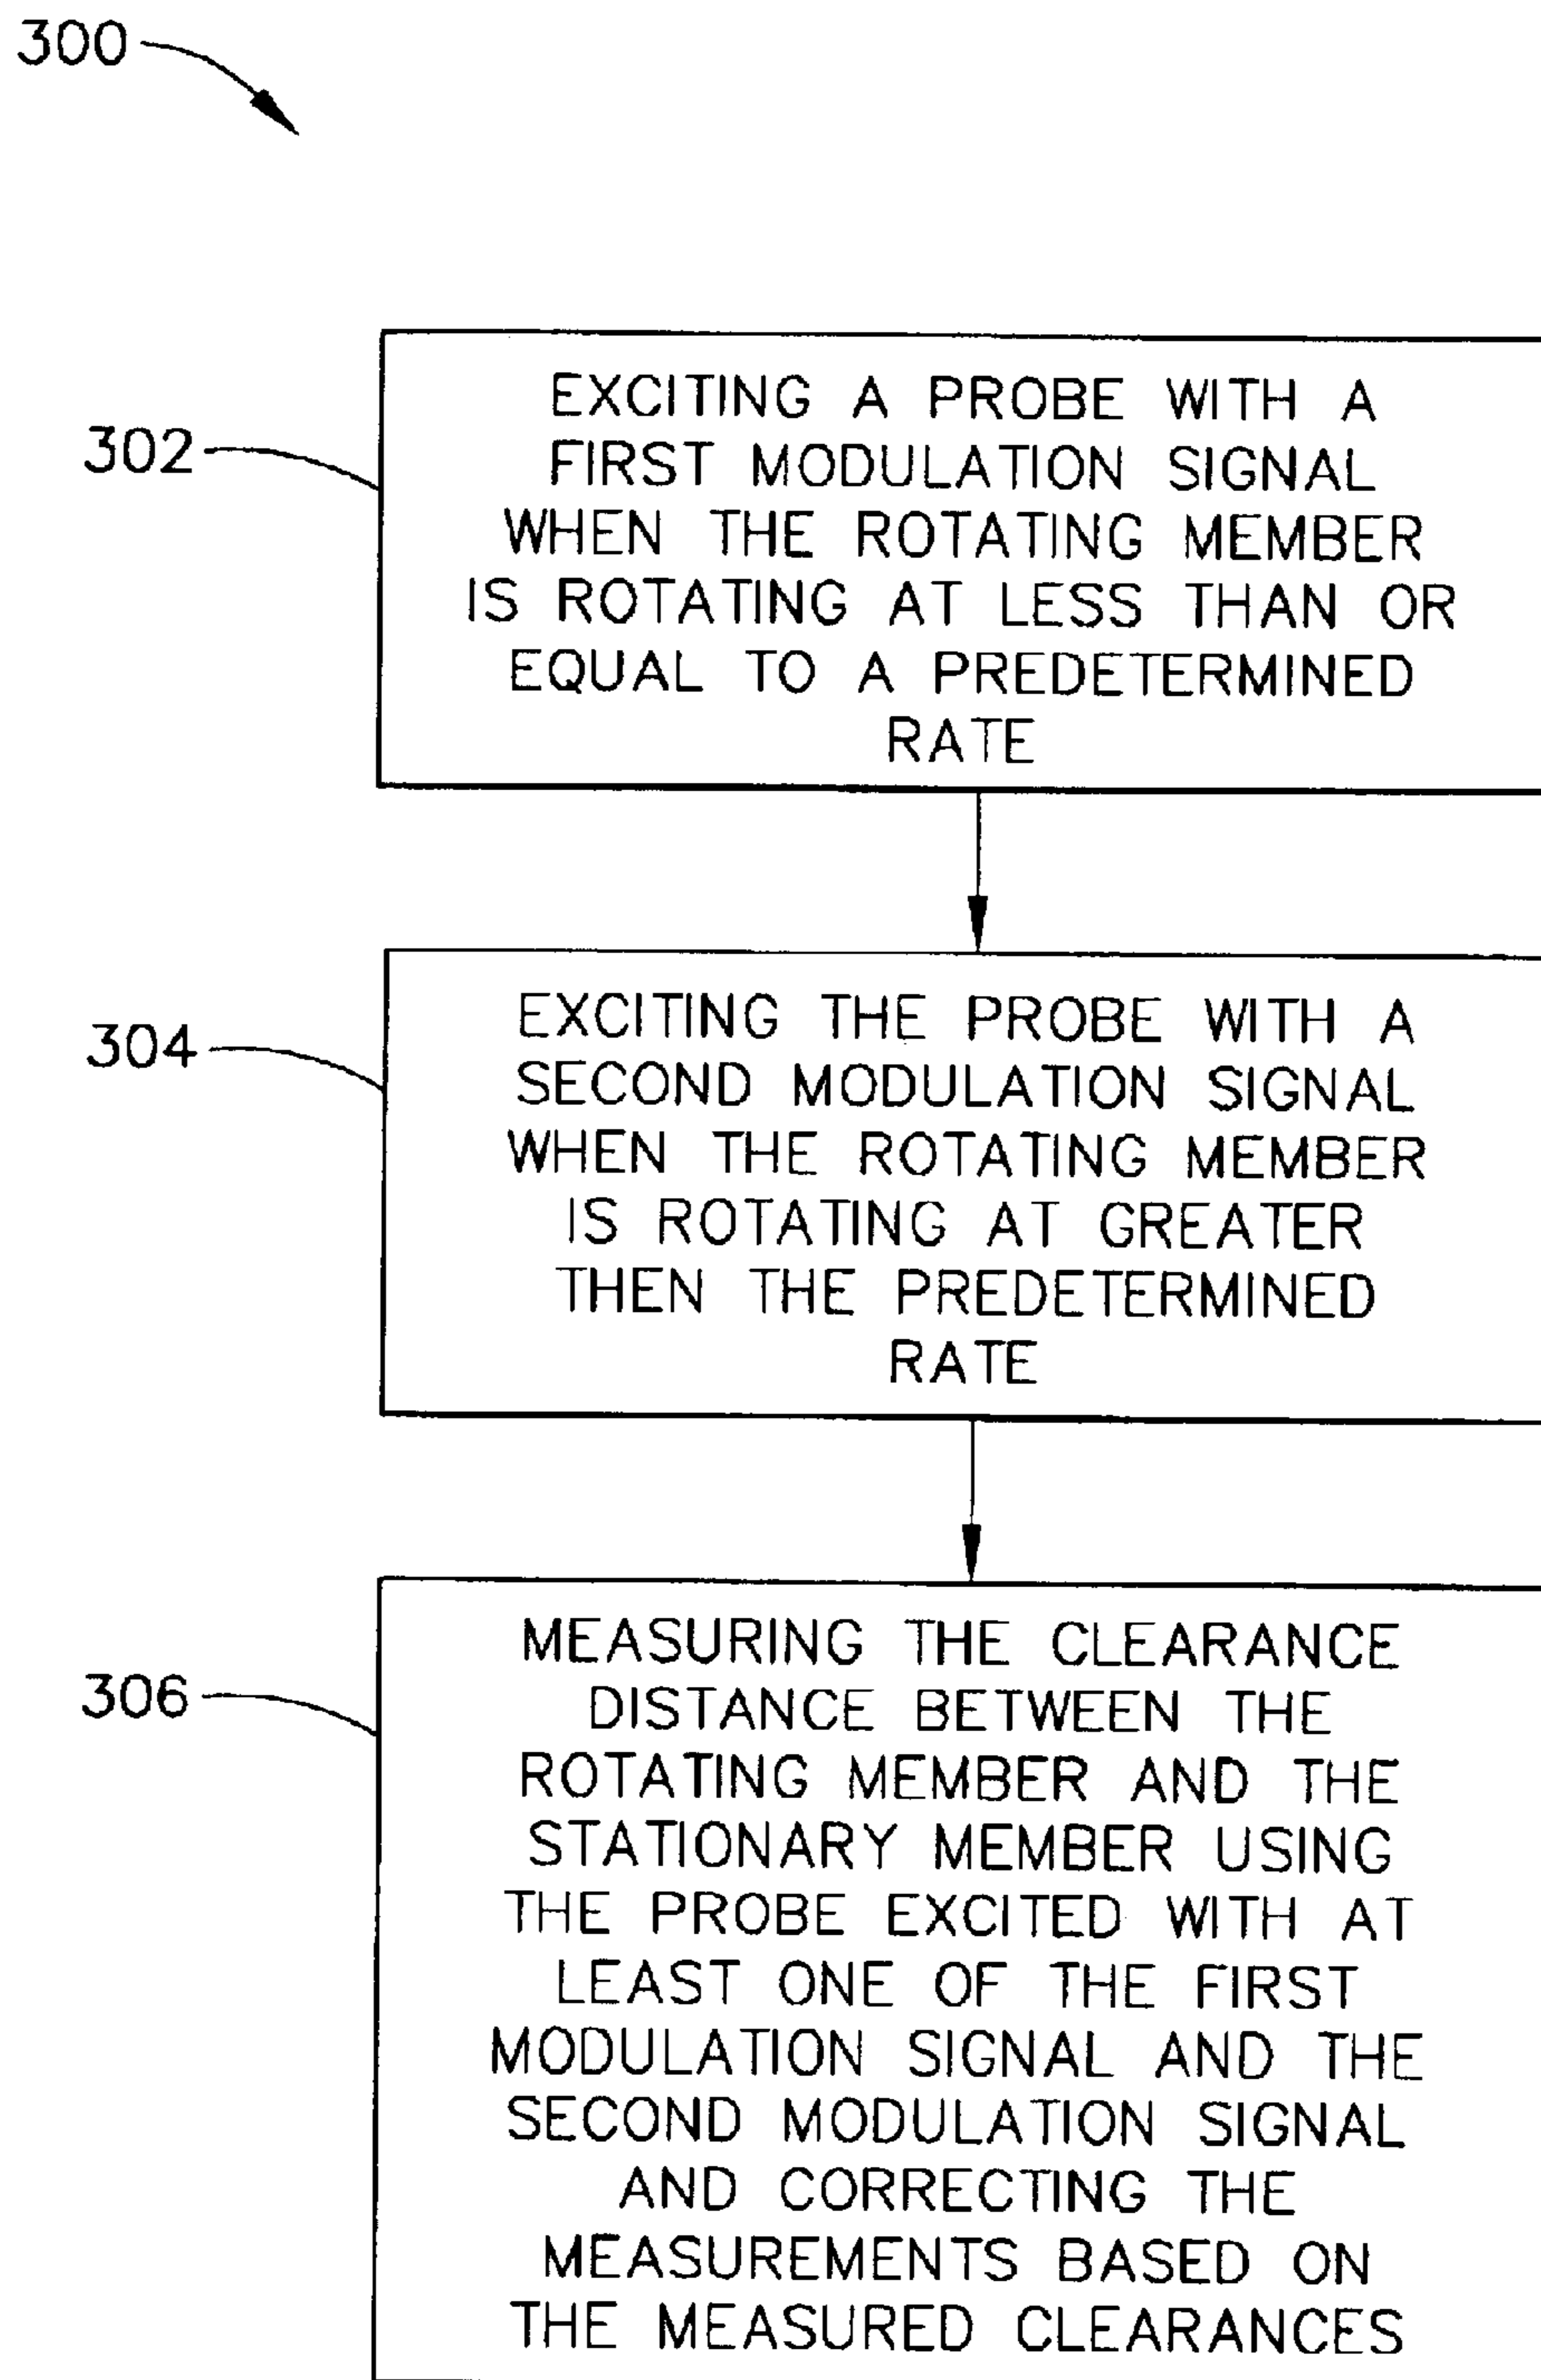 300
302
EXCITING A PROBE WITH A
FIRST MODULATION SIGNAL
WHEN THE ROTATING MEMBER
IS ROTATING AT LESS THAN OR
EQUAL TO A PREDETERMINED
RATE
304
EXCITING THE PROBE WITH A
SECOND MODULATION SIGNAL
WHEN THE ROTATING MEMBER
IS ROTATING AT GREATER
THEN THE PREDETERMINED
RATE
306
MEASURING THE CLEARANCE
DISTANCE BETWEEN THE
ROTATING MEMBER AND THE
STATIONARY MEMBER USING
THE PROBE EXCITED WITH AT
LEAST ONE OF THE FIRST
MODULATION SIGNAL AND THE
SECOND MODULATION SIGNAL
AND CORRECTING THE
MEASUREMENTS BASED ON
THE MEASURED CLEARANCES